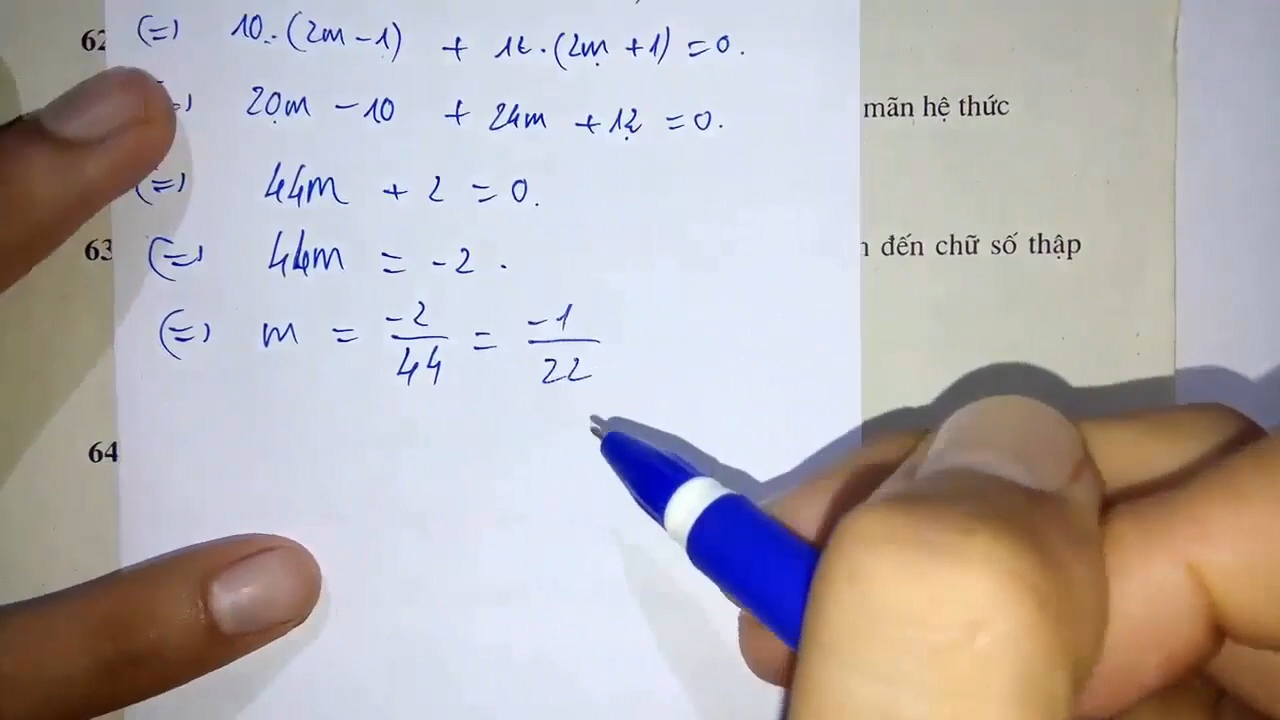 62 (=) 10.(2m-1) + 12.(2m+1) = 0.
=) 20m - 10 + 24m + 12 = 0.
mãn hệ thức
(=) 44m + 2 = 0.
63 (=) 44m = -2.
đến chữ số thập
(=) m = -2/44 = -1/22
64